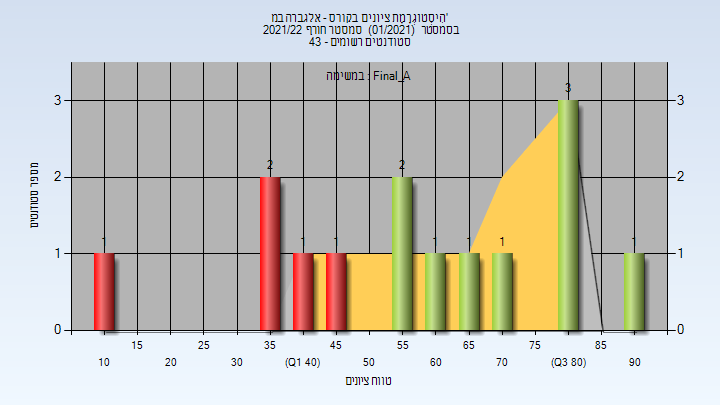 היסטוגרמת ציונים בקורס - אלגברה במ'
בסמסטר (01/2021) סמסטר חורף 2021/22
סטודנטים רשומים - 43
במשימה : Final_A
3 3
2 2
1 1
0 0
1 2 1 1 2 1 1 1 3 1
מספר סטודנטים
15 25 35 45 55 65 75 85
10 20 30 (Q1 40) 50 60 70 (Q3 80) 90
טווח ציונים